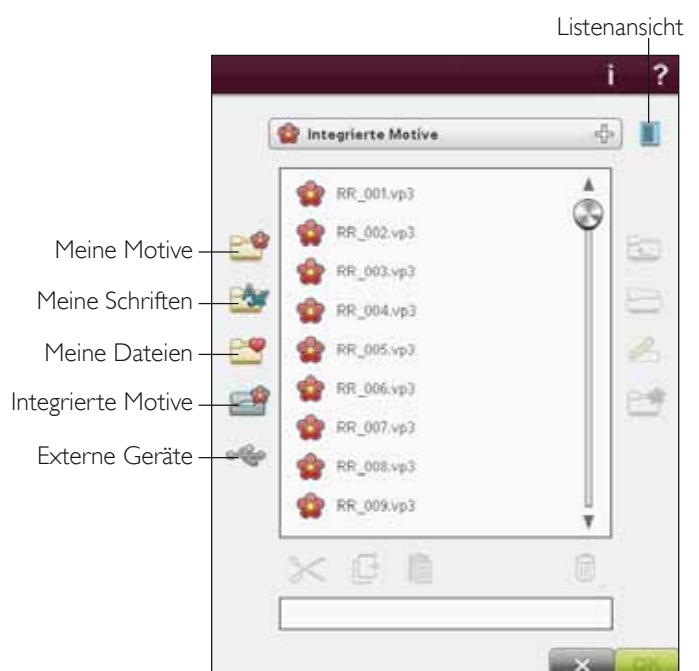 Listenansicht
i ?
Integrierte Motive
RR_001.vp3
RR_002.vp3
RR_003.vp3
RR_004.vp3
RR_005.vp3
RR_006.vp3
RR_007.vp3
RR_008.vp3
RR_009.vp3
Meine Motive
Meine Schriften
Meine Dateien
Integrierte Motive
Externe Geräte
OK